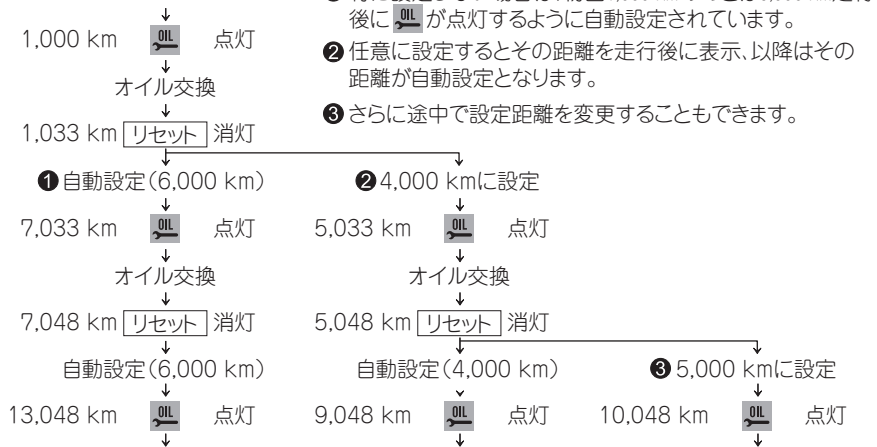 後に OIL が点灯するように自動設定されています。
❷ 任意に設定するとその距離を走行後に表示、以降はその
距離が自動設定となります。
❸ さらに途中で設定距離を変更することもできます。
1,000 km OIL 点灯
オイル交換
1,033 km リセット 消灯
❶ 自動設定(6,000 km)
❷ 4,000 kmに設定
7,033 km OIL 点灯
5,033 km OIL 点灯
オイル交換
オイル交換
7,048 km リセット 消灯
5,048 km リセット 消灯
自動設定(6,000 km)
自動設定(4,000 km)
❸ 5,000 kmに設定
13,048 km OIL 点灯
9,048 km OIL 点灯
10,048 km OIL 点灯